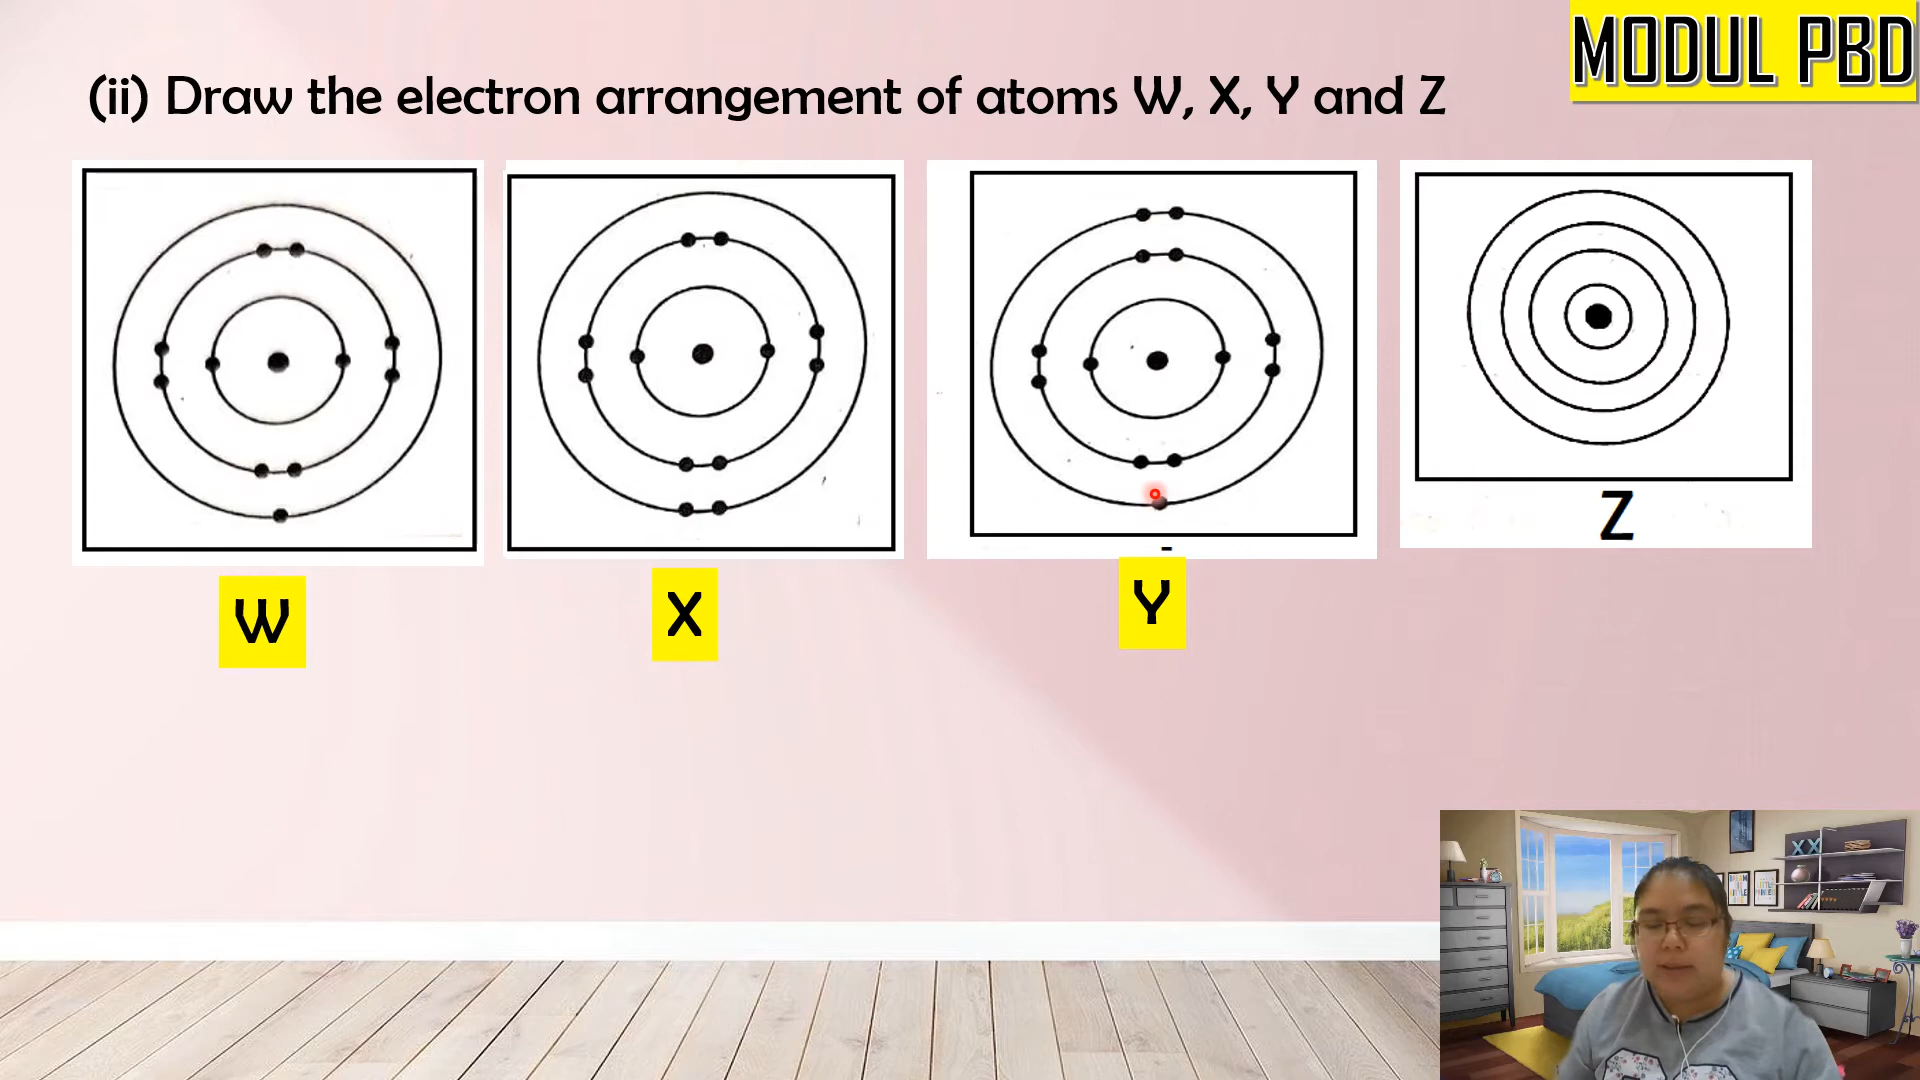 MODUL PBD
(ii) Draw the electron arrangement of atoms W, X, Y and Z
W
X
Y
Z